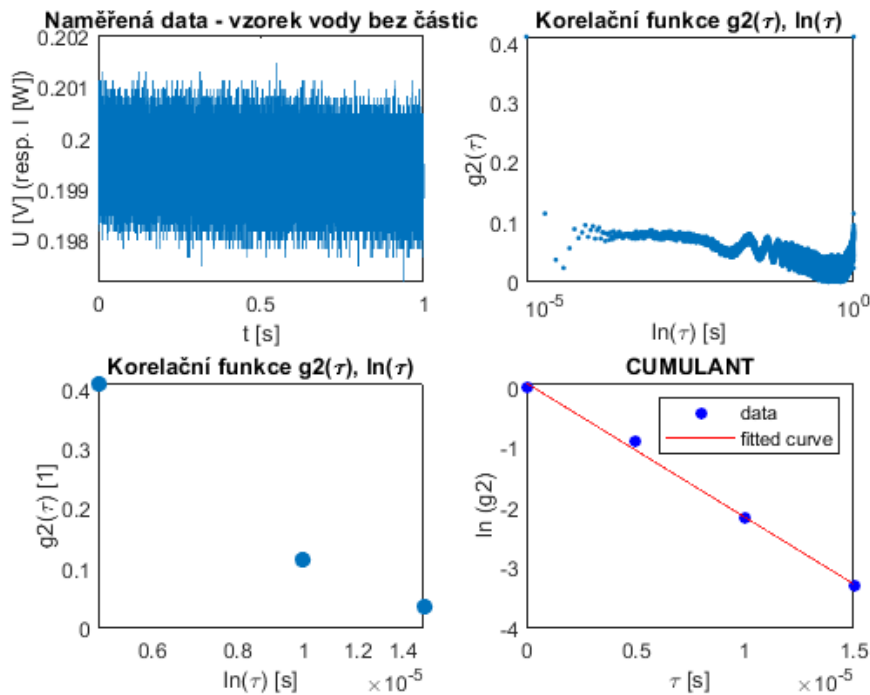 Naměřená data - vzorek vody bez částic
0.202
0.201
0.2
0.199
0.198
U [V] (resp. I [W])
0
0.5
1
t [s]
Korelační funkce g2(τ), ln(τ)
0.4
0.3
0.2
0.1
0
g2(τ)
10⁻⁵
10⁰
ln(τ) [s]
Korelační funkce g2(τ), ln(τ)
0.4
0.3
0.2
0.1
0
g2(τ) [1]
0.6
0.8
1
1.2
1.4
×10⁻⁵
ln(τ) [s]
CUMULANT
data
fitted curve
0
-1
-2
-3
-4
ln (g2)
0
0.5
1
1.5
×10⁻⁵
τ [s]